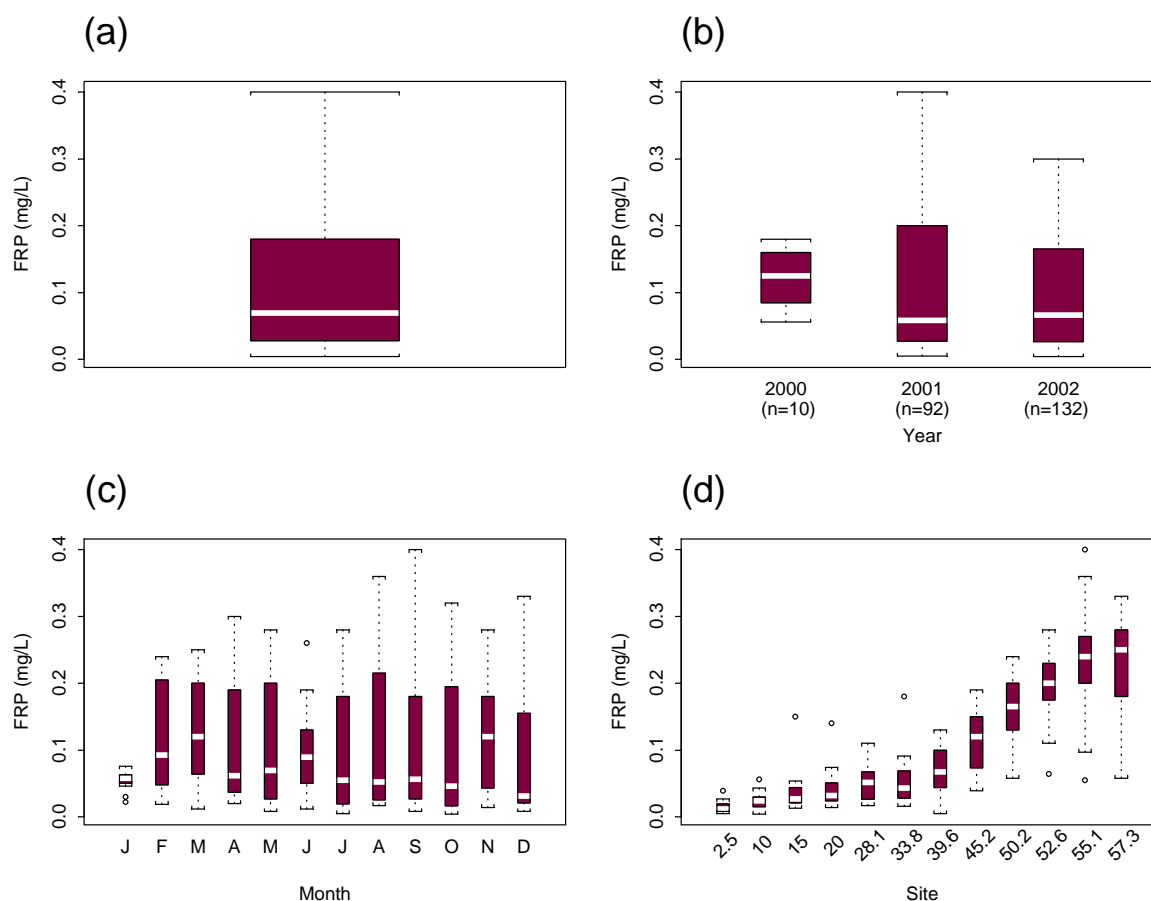 (a)
FRP (mg/L)
0.0
0.1
0.2
0.3
0.4
(b)
FRP (mg/L)
0.0
0.1
0.2
0.3
0.4
2000 2001 2002
(n=10) (n=92) (n=132)
Year
(c)
FRP (mg/L)
0.0
0.1
0.2
0.3
0.4
J F M A M J J A S O N D
Month
(d)
FRP (mg/L)
0.0
0.1
0.2
0.3
0.4
2.5 10 15 20 28.1 33.8 39.6 45.2 50.2 52.6 55.1 57.3
Site